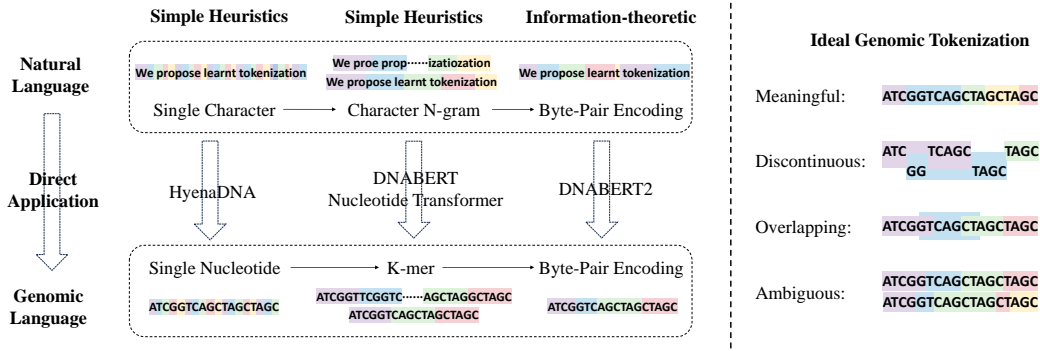 Simple Heuristics
Simple Heuristics
Information-theoretic
Natural
Language
We propose learnt tokenization
We proe prop······izatiozation
We propose learnt tokenization
We propose learnt tokenization
Single Character
Character N-gram
Byte-Pair Encoding
Direct
Application
HyenaDNA
DNABERT
Nucleotide Transformer
DNABERT2
Single Nucleotide
K-mer
Byte-Pair Encoding
Genomic
Language
ATCGGTCAGCTAGCTAGC
ATCGGTTCGGTC······AGCTAGGCTAGC
ATCGGTCAGCTAGCTAGC
ATCGGTCAGCTAGCTAGC
Ideal Genomic Tokenization
Meaningful:
ATCGGTCAGCTAGCTAGC
Discontinuous:
ATC TCAGC TAGC
GG TAGC
Overlapping:
ATCGGTCAGCTAGCTAGC
Ambiguous:
ATCGGTCAGCTAGCTAGC
ATCGGTCAGCTAGCTAGC